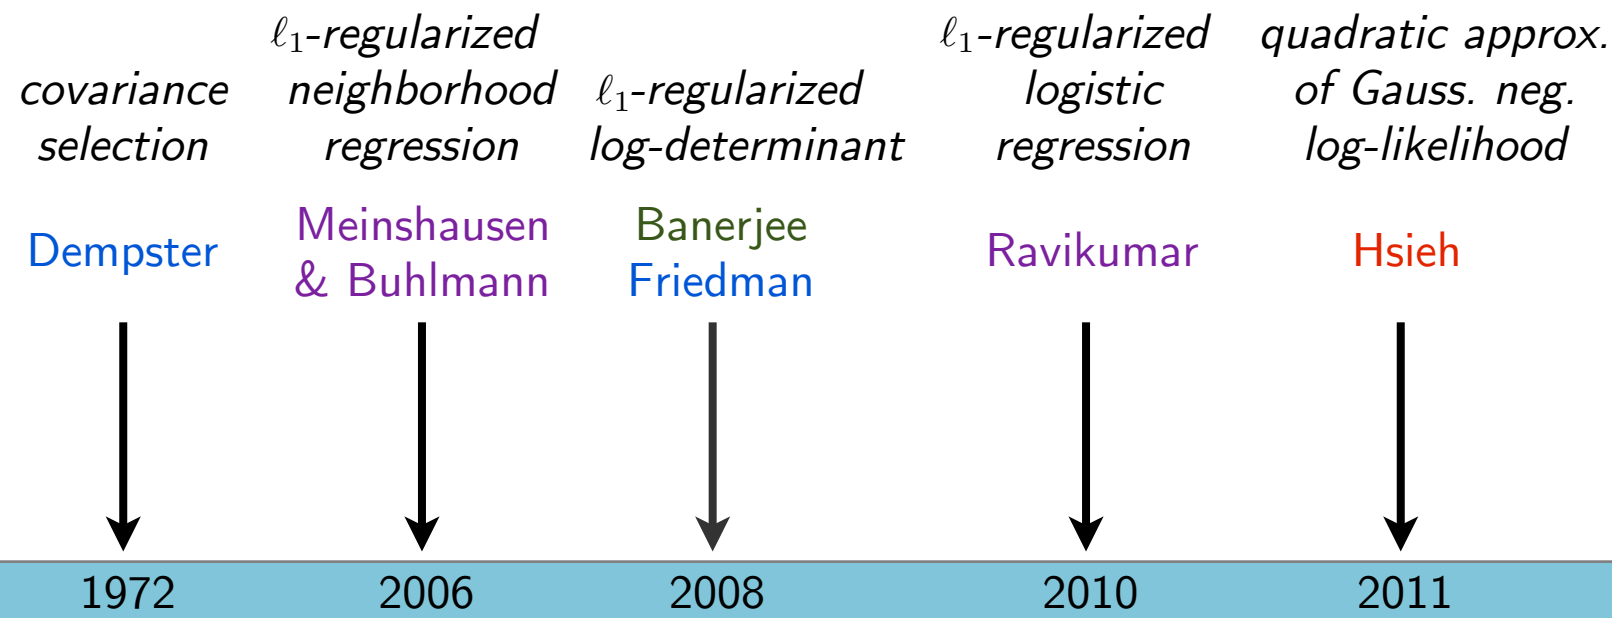 covariance
selection
Dempster
1972
ℓ1-regularized
neighborhood
regression
Meinshausen
& Buhlmann
2006
ℓ1-regularized
log-determinant
Banerjee
Friedman
2008
ℓ1-regularized
logistic
regression
Ravikumar
2010
quadratic approx.
of Gauss. neg.
log-likelihood
Hsieh
2011